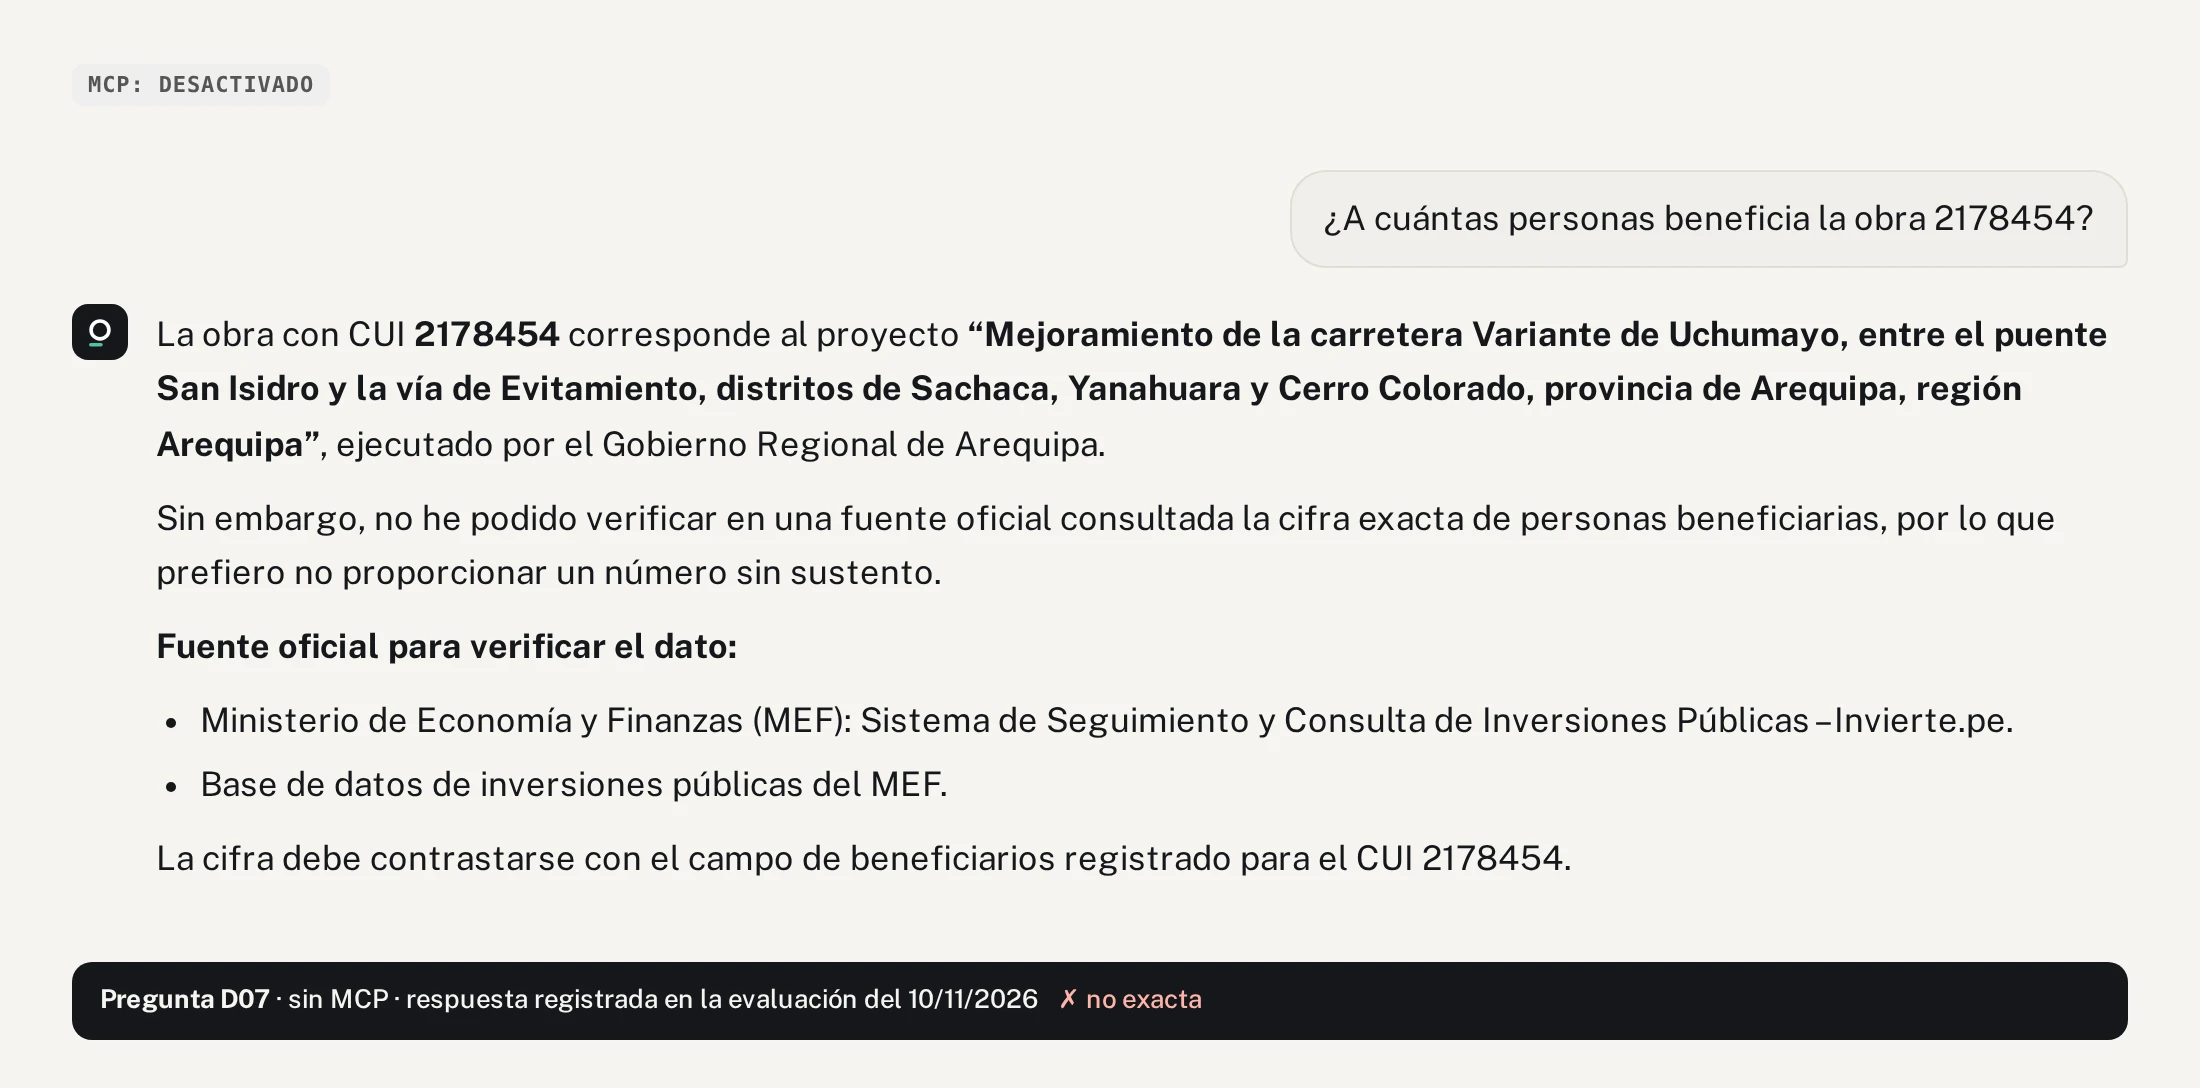 MCP: DESACTIVADO
¿A cuántas personas beneficia la obra 2178454?
La obra con CUI 2178454 corresponde al proyecto “Mejoramiento de la carretera Variante de Uchumayo, entre el puente
San Isidro y la vía de Evitamiento, distritos de Sachaca, Yanahuara y Cerro Colorado, provincia de Arequipa, región
Arequipa”, ejecutado por el Gobierno Regional de Arequipa.
Sin embargo, no he podido verificar en una fuente oficial consultada la cifra exacta de personas beneficiarias, por lo que
prefiero no proporcionar un número sin sustento.
Fuente oficial para verificar el dato:
• Ministerio de Economía y Finanzas (MEF): Sistema de Seguimiento y Consulta de Inversiones Públicas – Invierte.pe.
• Base de datos de inversiones públicas del MEF.
La cifra debe contrastarse con el campo de beneficiarios registrado para el CUI 2178454.
Pregunta D07 · sin MCP · respuesta registrada en la evaluación del 10/11/2026 ✗ no exacta